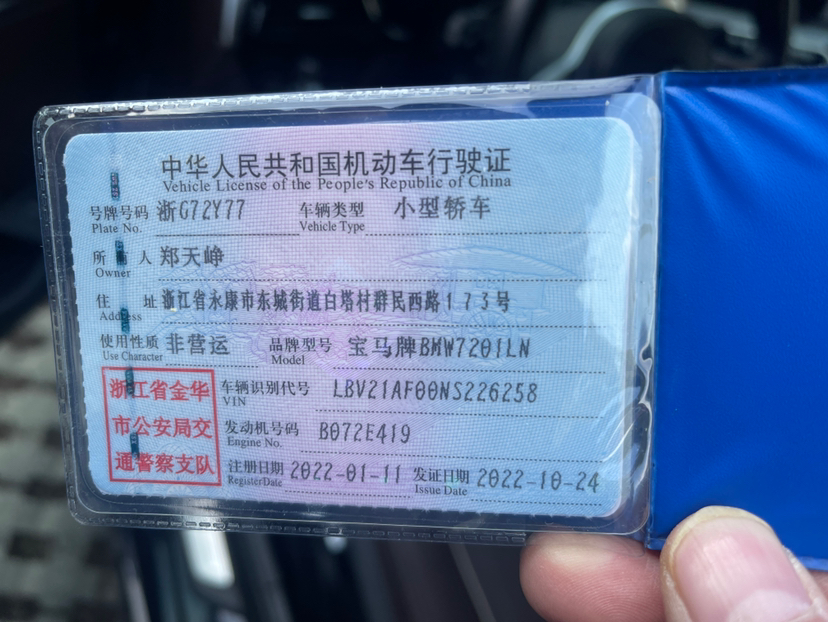 中华人民共和国机动车行驶证
Vehicle License of the People's Republic of China
号牌号码 浙G72Y77 车辆类型 小型轿车
Plate No. Vehicle Type
所有人 郑天峥
Owner
住址 浙江省永康市东城街道白塔村群民西路173号
Address
使用性质 非营运 品牌型号 宝马牌BMW7201LN
Use Character Model
浙江省金华
市公安局交
通警察支队
车辆识别代号 LBV21AF00NS226258
VIN
发动机号码 B072E419
Engine No.
注册日期 2022-01-11 发证日期 2022-10-24
Register Date Issue Date